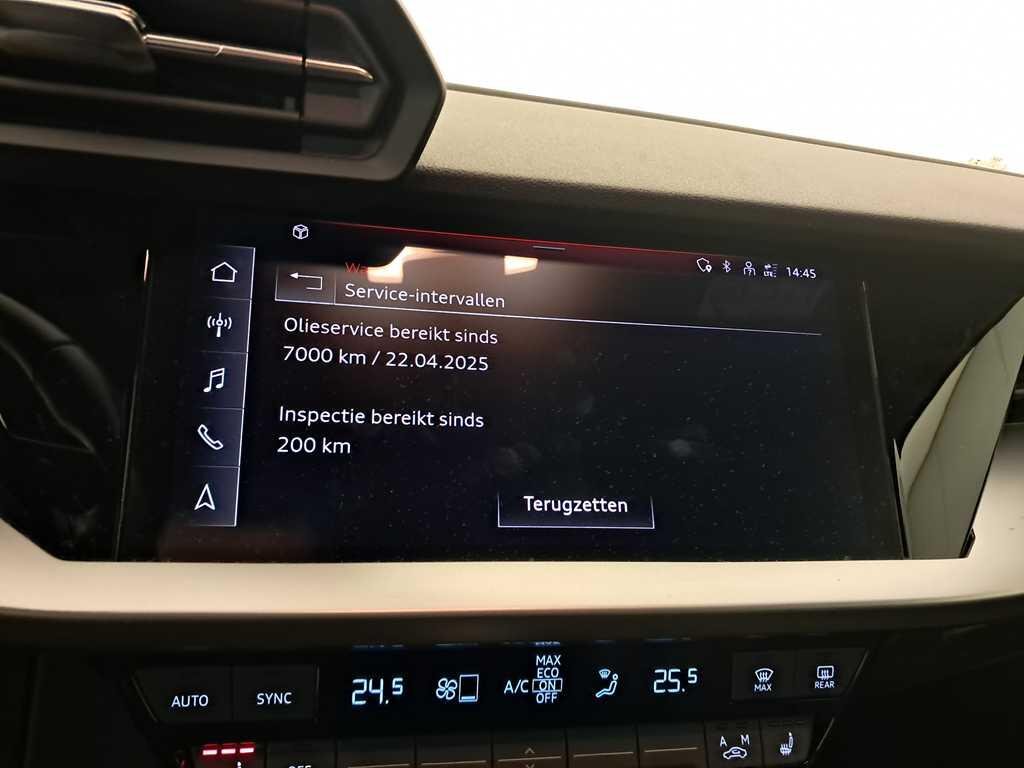 LTE
14:45
Service-intervallen
Olieservice bereikt sinds
7000 km / 22.04.2025
Inspectie bereikt sinds
200 km
Terugzetten
AUTO
SYNC
24.5
A/C
MAX
ECO
ON
OFF
25.5
MAX
REAR
A M